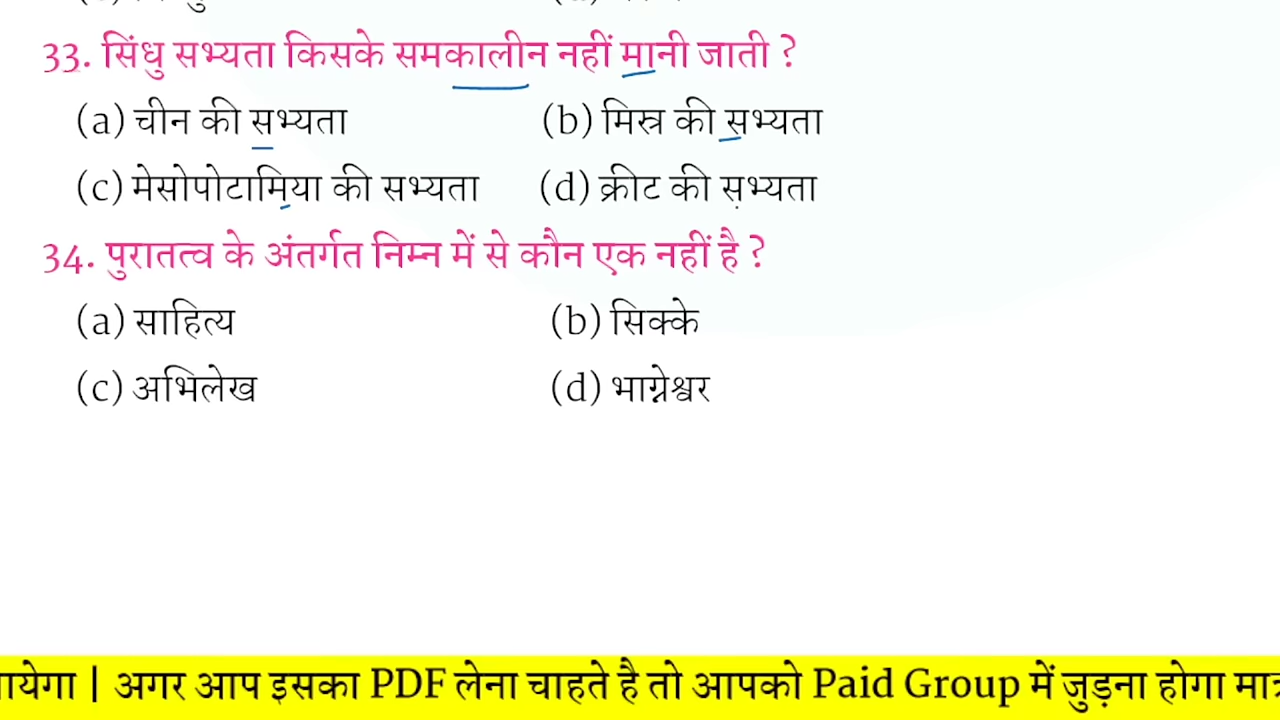 33. सिंधु सभ्यता किसके समकालीन नहीं मानी जाती ?
(a) चीन की सभ्यता (b) मिस्र की सभ्यता
(c) मेसोपोटामिया की सभ्यता (d) क्रीट की सभ्यता
34. पुरातत्व के अंतर्गत निम्न में से कौन एक नहीं है ?
(a) साहित्य (b) सिक्के
(c) अभिलेख (d) भाग्नेश्वर
| अगर आप इसका PDF लेना चाहते है तो आपको Paid Group में जुड़ना होगा